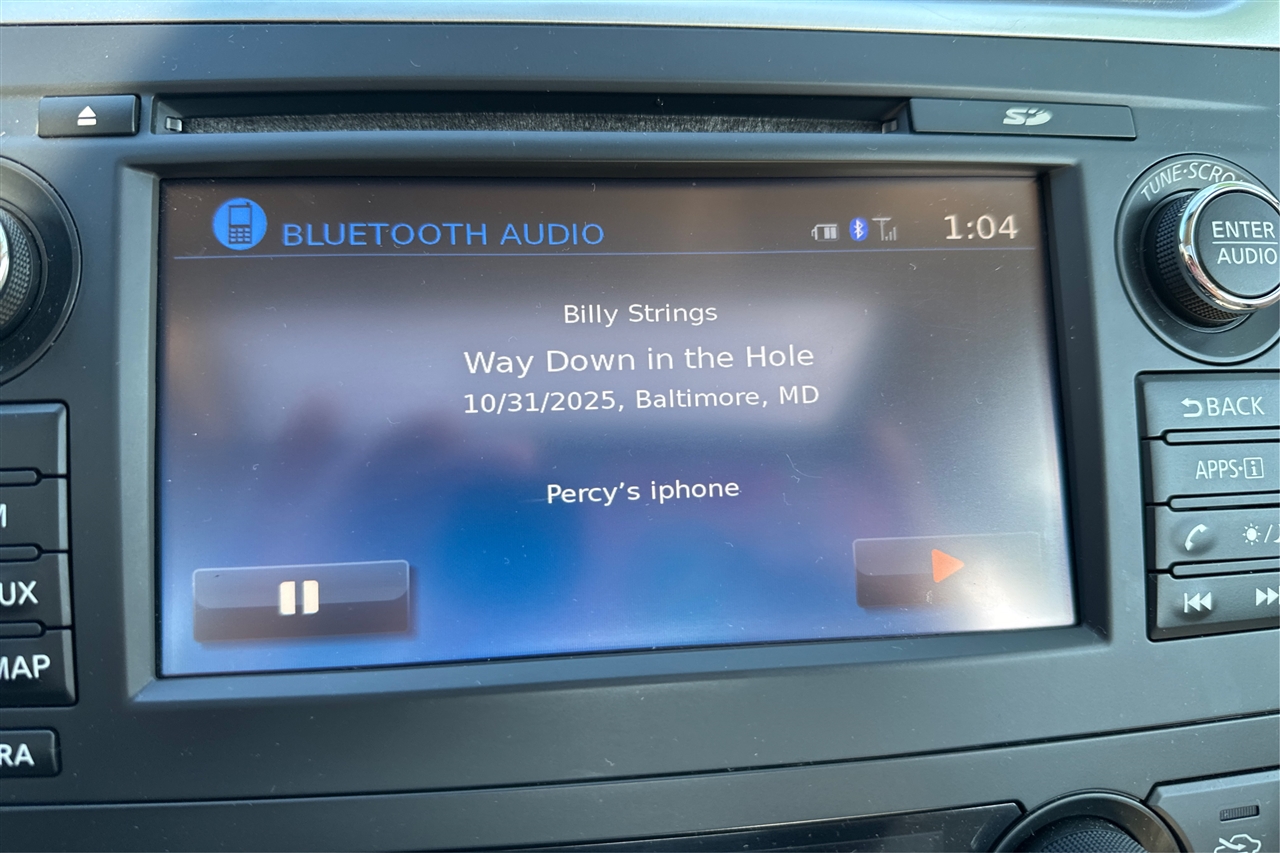 SD
TUNE·SCRO
BLUETOOTH AUDIO
1:04
ENTER
AUDIO
Billy Strings
Way Down in the Hole
10/31/2025, Baltimore, MD
Percy’s iphone
BACK
APPS·i
M
UX
MAP
RA